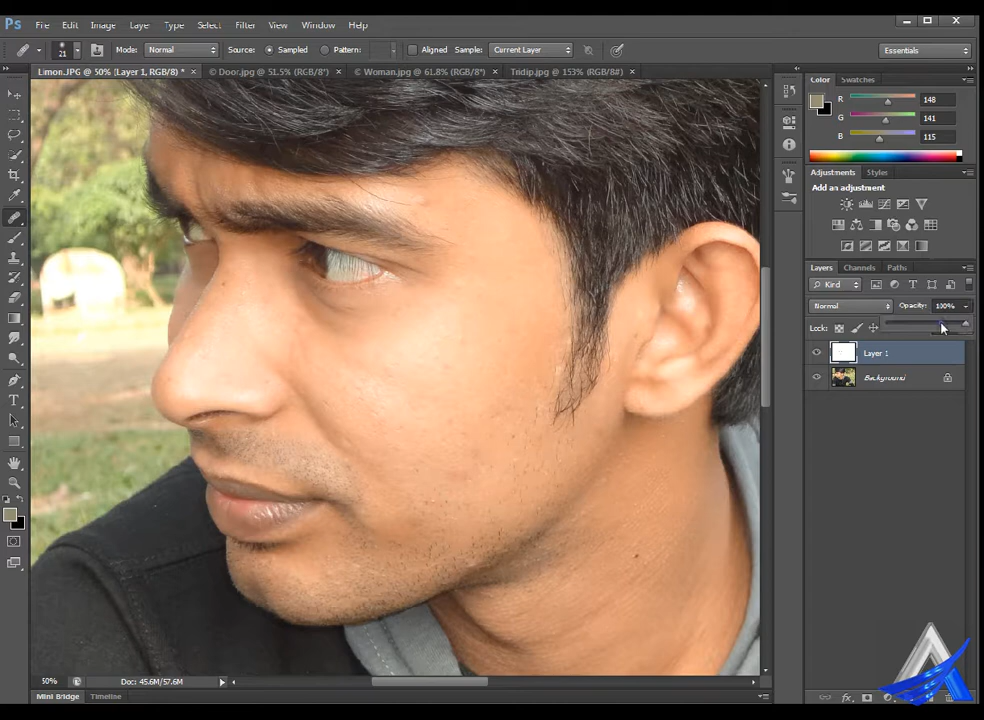 Ps File Edit Image Layer Type Select Filter View Window Help
21 Mode: Normal Source: Sampled Pattern: Aligned Sample: Current Layer Essentials
Limon.JPG @ 50% (Layer 1, RGB/8) * × © Door.jpg @ 51.5% (RGB/8*) × © Woman.jpg @ 61.8% (RGB/8*) × Tridip.jpg @ 153% (RGB/8#) ×
Color Swatches
R 148
G 141
B 115
Adjustments Styles
Add an adjustment
Layers Channels Paths
Kind
Normal Opacity: 100%
Lock:
Layer 1
Background
50% Doc: 45.6M/57.6M
Mini Bridge Timeline